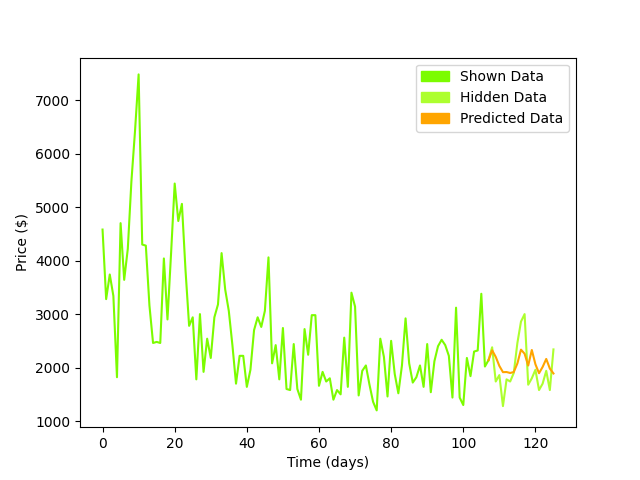 Shown Data
Hidden Data
Predicted Data
Price ($)
7000
6000
5000
4000
3000
2000
1000
0 20 40 60 80 100 120
Time (days)